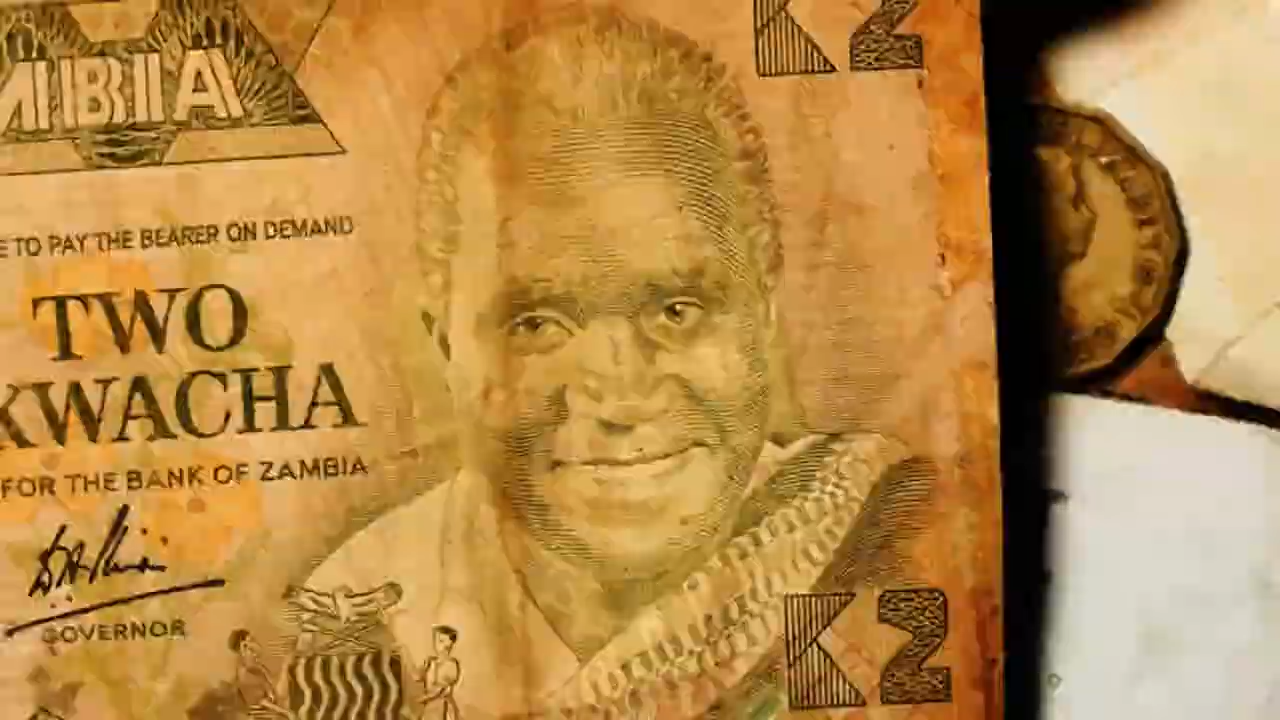 MBIA
K2
E TO PAY THE BEARER ON DEMAND
TWO
KWACHA
FOR THE BANK OF ZAMBIA
GOVERNOR
K2